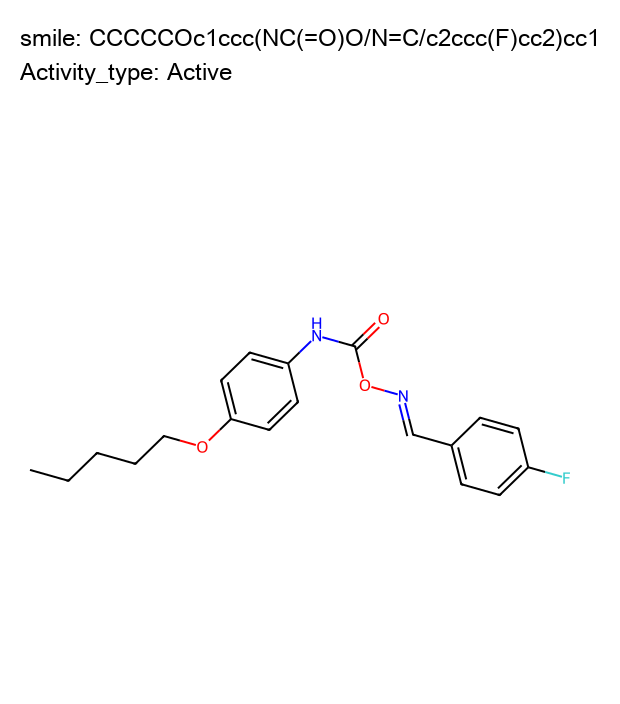 smile: CCCCCOc1ccc(NC(=O)O/N=C/c2ccc(F)cc2)cc1
Activity_type: Active
H
N
O
O
N
O
F